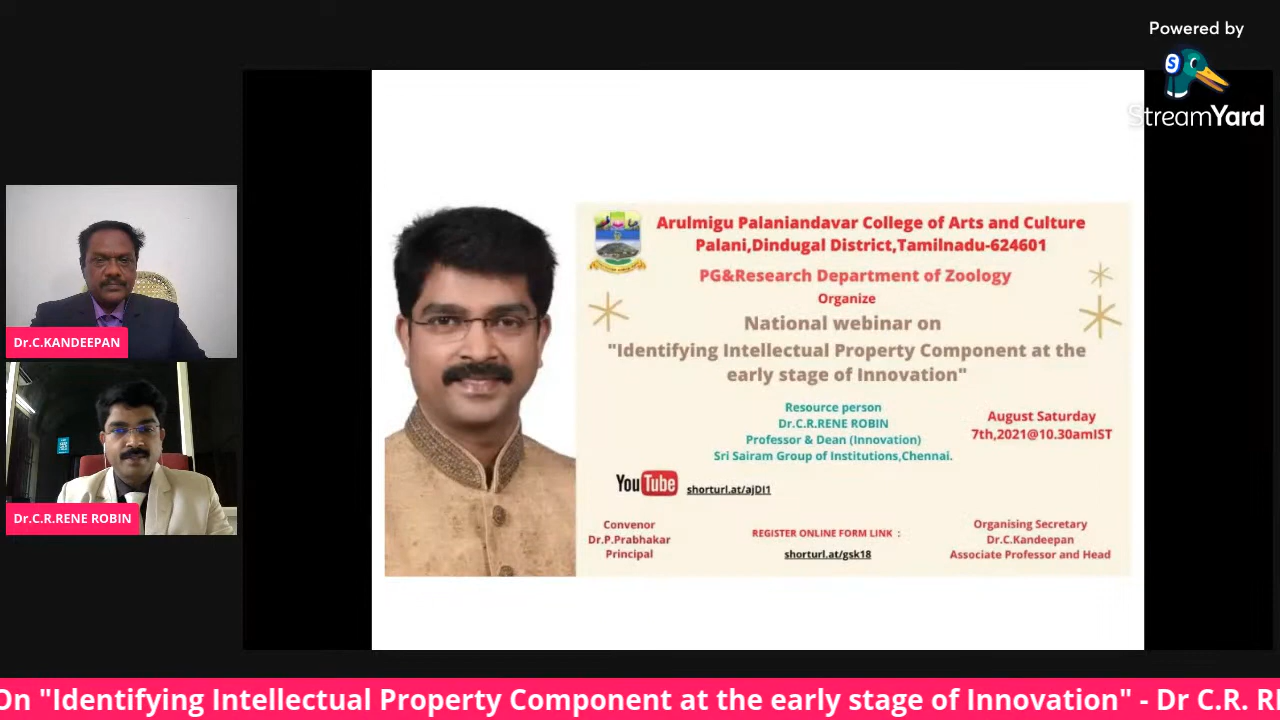 Powered by
StreamYard
Arulmigu Palaniandavar College of Arts and Culture
Palani,Dindugal District,Tamilnadu-624601
PG&Research Department of Zoology
Organize
National webinar on
"Identifying Intellectual Property Component at the
early stage of Innovation"
Resource person
Dr.C.R.RENE ROBIN
Professor & Dean (Innovation)
Sri Sairam Group of Institutions,Chennai.
August Saturday
7th,2021@10.30amIST
YouTube shorturl.at/ajDI1
Convenor
Dr.P.Prabhakar
Principal
REGISTER ONLINE FORM LINK :
shorturl.at/gsk18
Organising Secretary
Dr.C.Kandeepan
Associate Professor and Head
Dr.C.KANDEEPAN
Dr.C.R.RENE ROBIN
On "Identifying Intellectual Property Component at the early stage of Innovation" - Dr C.R. R